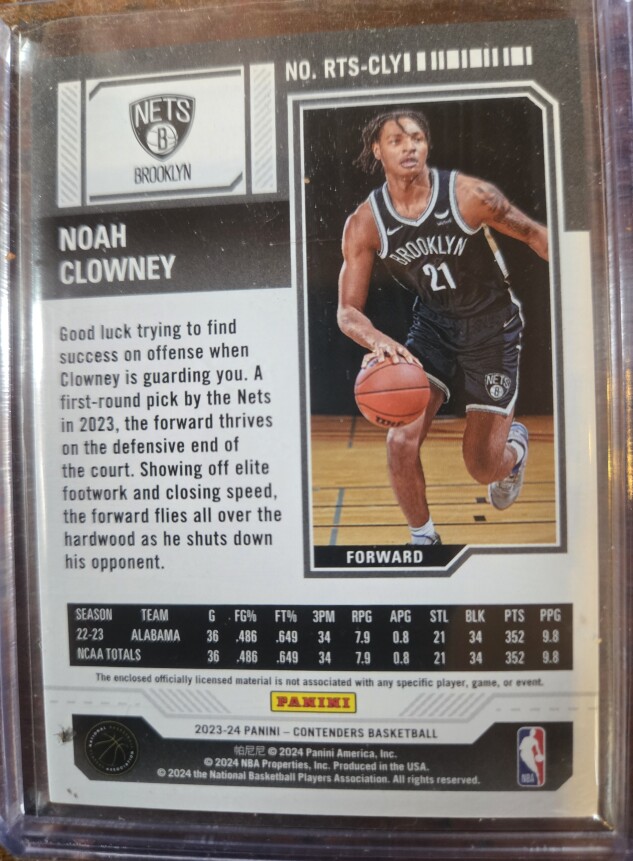 NO. RTS-CLY
NETS
B
BROOKLYN
NOAH
CLOWNEY
BROOKLYN
21
NETS
B
Good luck trying to find
success on offense when
Clowney is guarding you. A
first-round pick by the Nets
in 2023, the forward thrives
on the defensive end of
the court. Showing off elite
footwork and closing speed,
the forward flies all over the
hardwood as he shuts down
his opponent.
FORWARD
SEASON TEAM G FG% FT% 3PM RPG APG STL BLK PTS PPG
22-23 ALABAMA 36 .486 .649 34 7.9 0.8 21 34 352 9.8
NCAA TOTALS 36 .486 .649 34 7.9 0.8 21 34 352 9.8
The enclosed officially licensed material is not associated with any specific player, game, or event.
PANINI
2023-24 PANINI – CONTENDERS BASKETBALL
帕尼尼 © 2024 Panini America, Inc.
© 2024 NBA Properties, Inc. Produced in the USA.
© 2024 the National Basketball Players Association. All rights reserved.
NBA